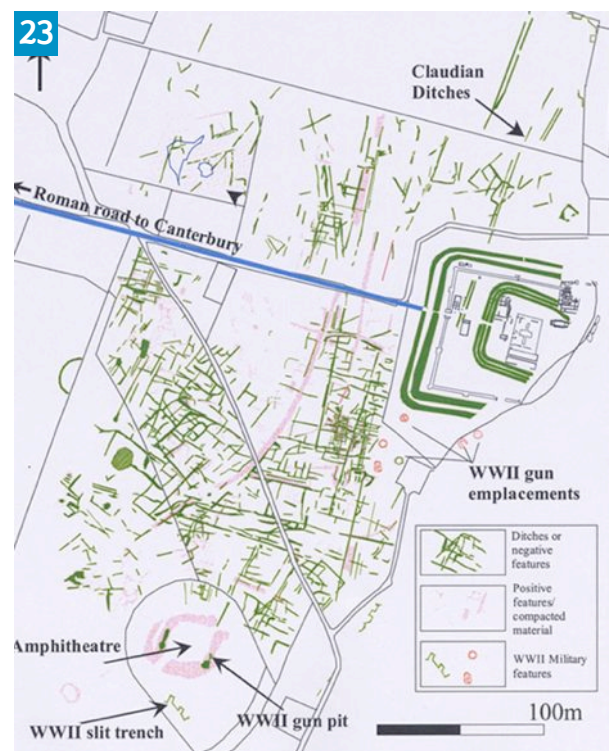 23
Claudian
Ditches
Roman road to Canterbury
WWII gun
emplacements
Ditches or
negative
features
Positive
features/
compacted
material
WWII Military
features
Amphitheatre
WWII gun pit
WWII slit trench
100m